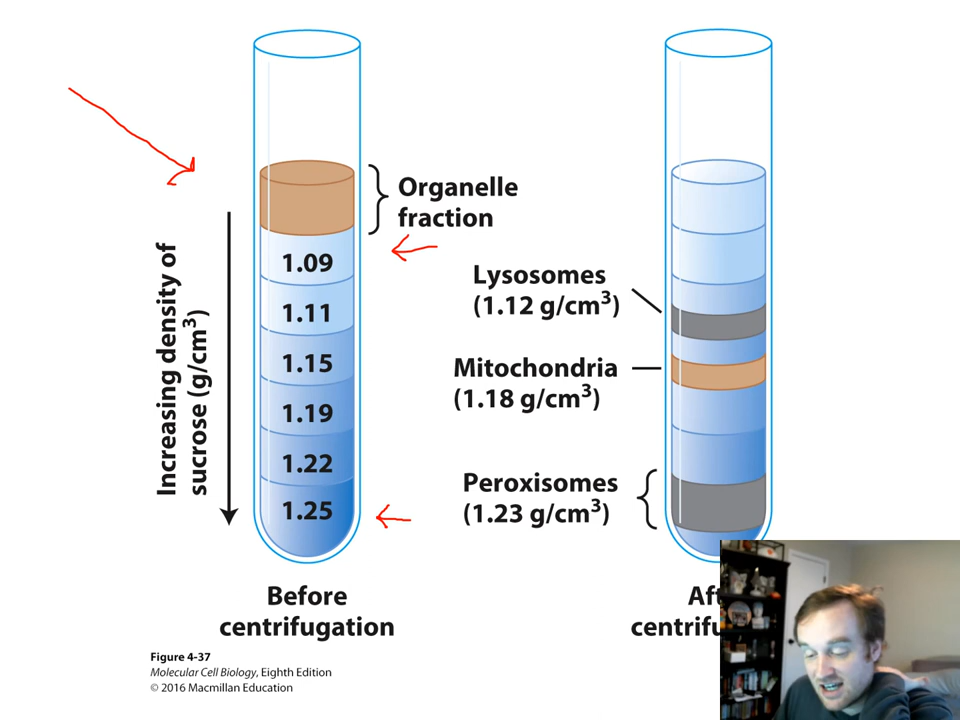 Organelle
fraction
1.09
1.11
1.15
1.19
1.22
1.25
Increasing density of
sucrose (g/cm³)
Before
centrifugation
Lysosomes
(1.12 g/cm³)
Mitochondria
(1.18 g/cm³)
Peroxisomes
(1.23 g/cm³)
Figure 4-37
Molecular Cell Biology, Eighth Edition
© 2016 Macmillan Education